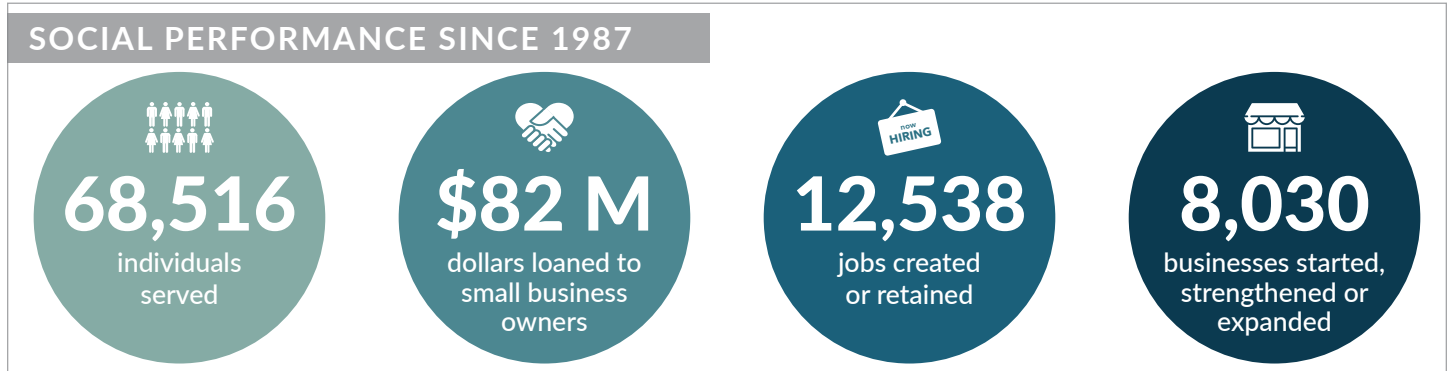 SOCIAL PERFORMANCE SINCE 1987
68,516
individuals
served
$82 M
dollars loaned to
small business
owners
now
HIRING
12,538
jobs created
or retained
8,030
businesses started,
strengthened or
expanded